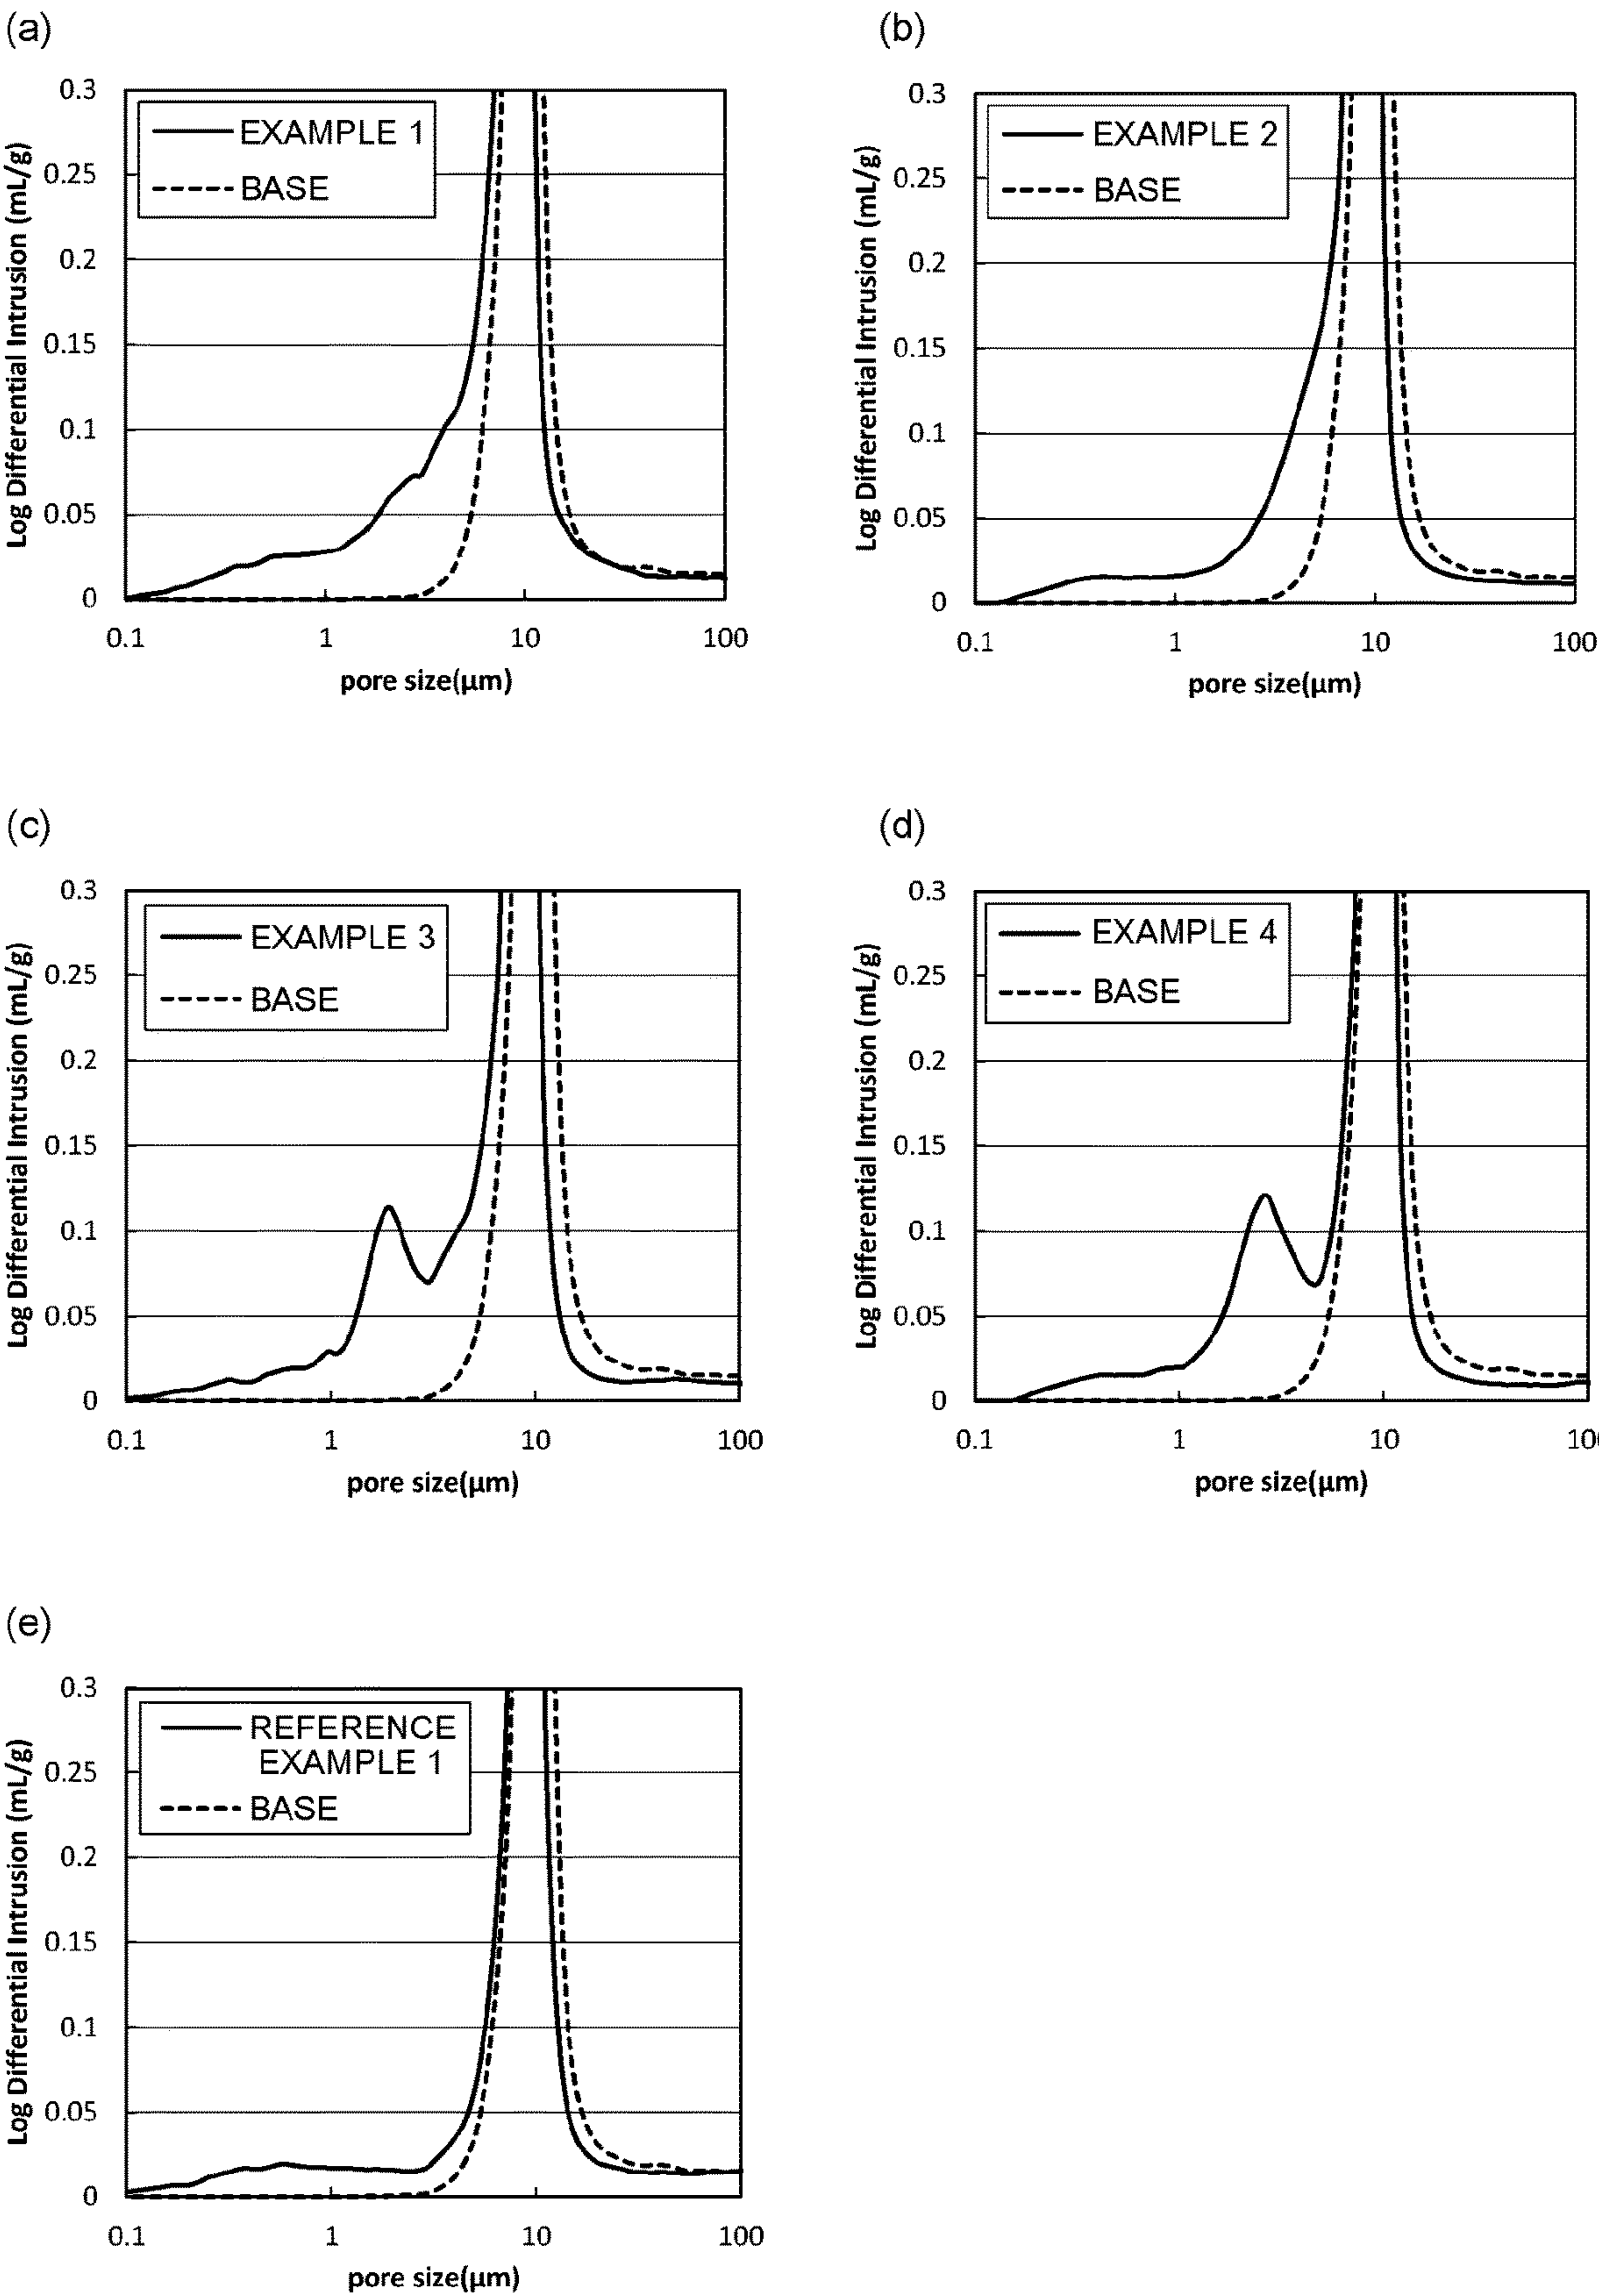 (a)
Log Differential Intrusion (mL/g)
0.3
0.25
0.2
0.15
0.1
0.05
0
EXAMPLE 1
BASE
0.1 1 10 100
pore size(μm)
(b)
Log Differential Intrusion (mL/g)
0.3
0.25
0.2
0.15
0.1
0.05
0
EXAMPLE 2
BASE
0.1 1 10 100
pore size(μm)
(c)
Log Differential Intrusion (mL/g)
0.3
0.25
0.2
0.15
0.1
0.05
0
EXAMPLE 3
BASE
0.1 1 10 100
pore size(μm)
(d)
Log Differential Intrusion (mL/g)
0.3
0.25
0.2
0.15
0.1
0.05
0
EXAMPLE 4
BASE
0.1 1 10
pore size(μm)
(e)
Log Differential Intrusion (mL/g)
0.3
0.25
0.2
0.15
0.1
0.05
0
REFERENCE
EXAMPLE 1
BASE
0.1 1 10 100
pore size(μm)